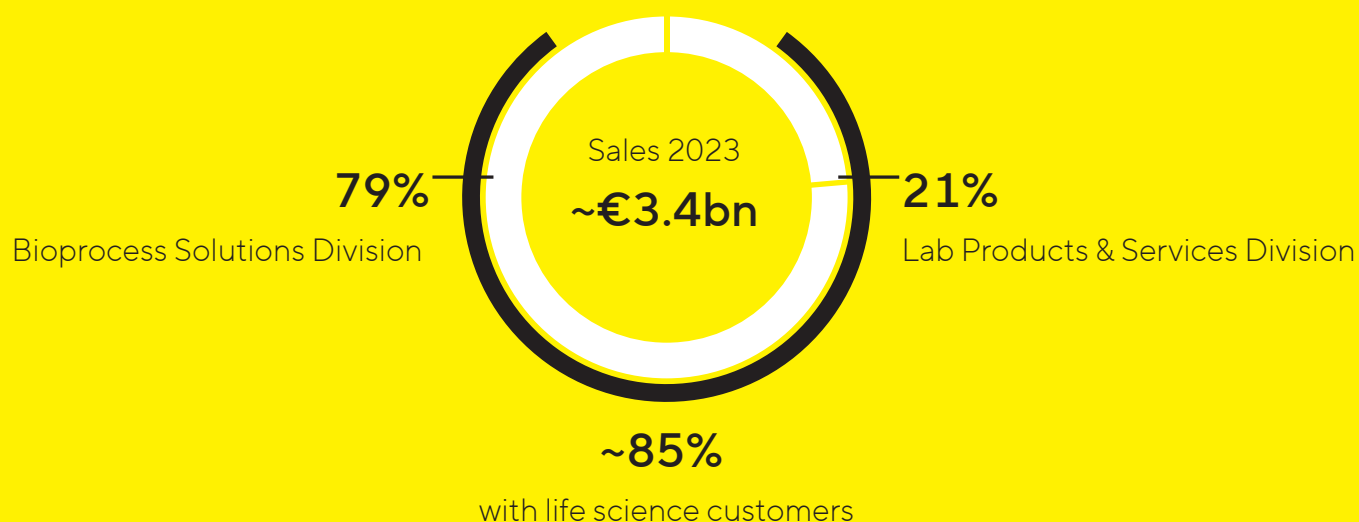 Sales 2023
~€3.4bn
79%
Bioprocess Solutions Division
21%
Lab Products & Services Division
~85%
with life science customers